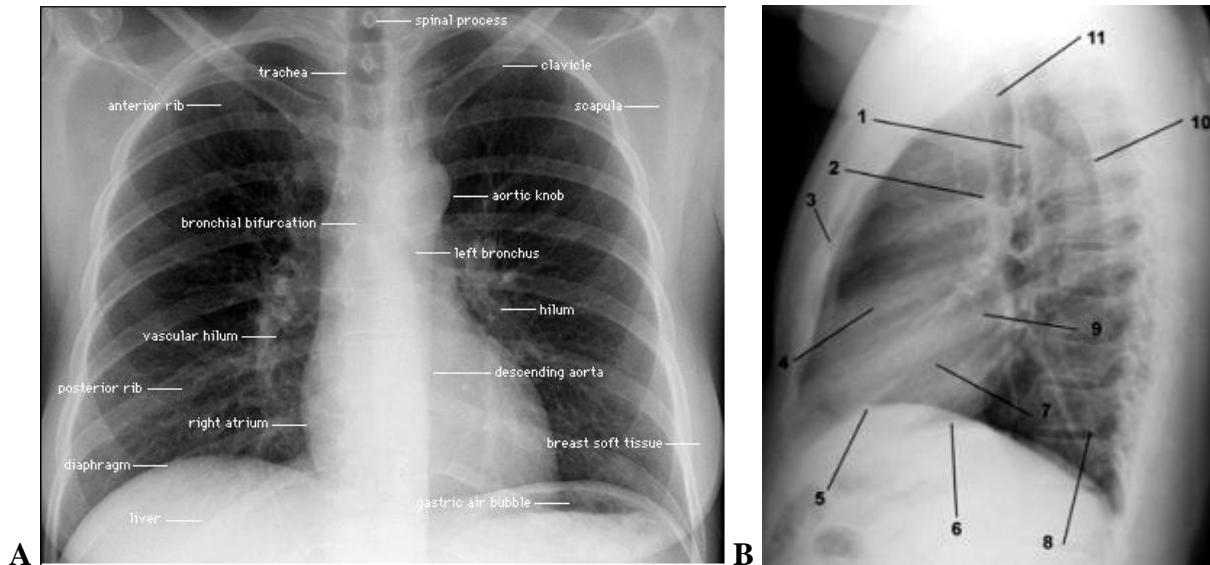 spinal process
trachea
clavicle
anterior rib
scapula
aortic knob
bronchial bifurcation
left bronchus
hilum
vascular hilum
descending aorta
posterior rib
right atrium
breast soft tissue
diaphragm
gastric air bubble
liver
A
11
1
10
2
3
4
9
7
5
6
8
B